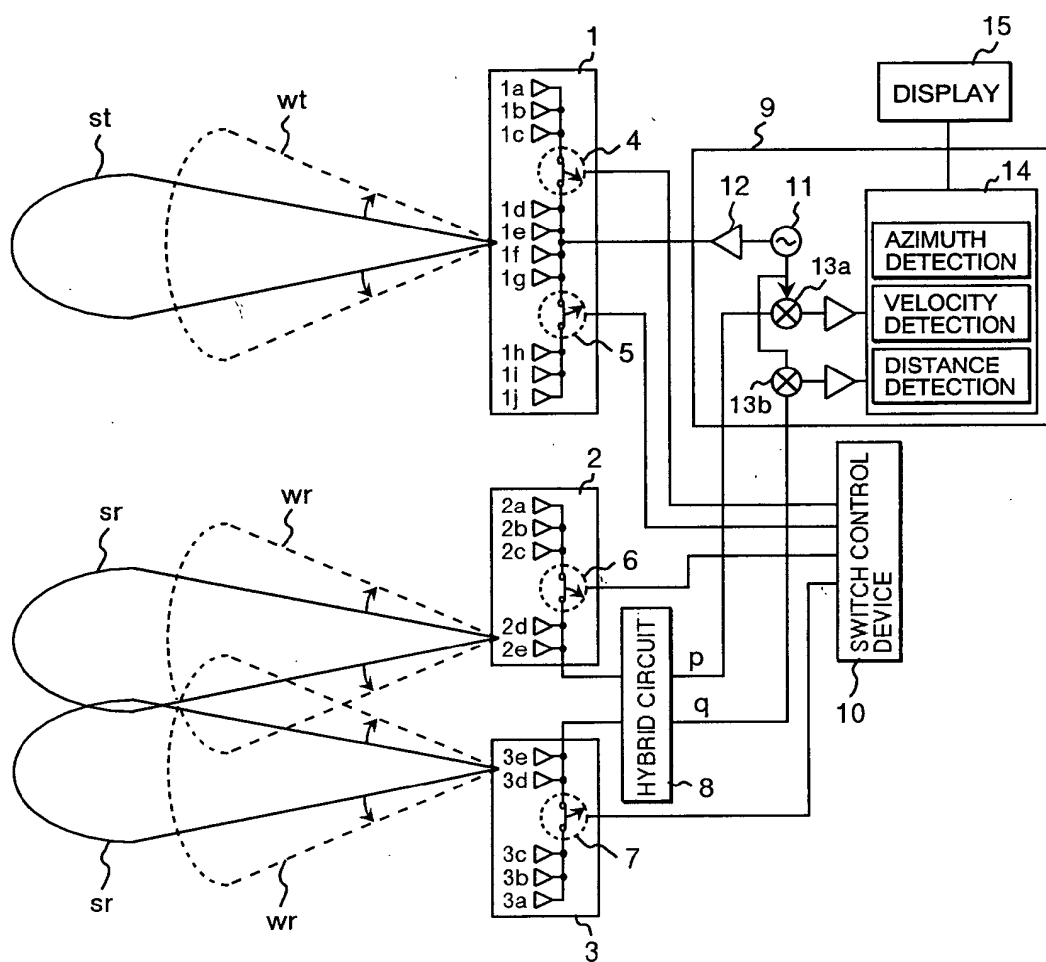 1
15
1a
1b
1c
DISPLAY
wt
st
4
9
14
12
11
1d
1e
1f
1g
13a
AZIMUTH
DETECTION
VELOCITY
DETECTION
5
1h
1i
1j
13b
DISTANCE
DETECTION
2
2a
2b
2c
wr
sr
6
2d
2e
p
q
HYBRID CIRCUIT
8
SWITCH CONTROL
DEVICE
10
3e
3d
7
3c
3b
3a
sr
wr
3